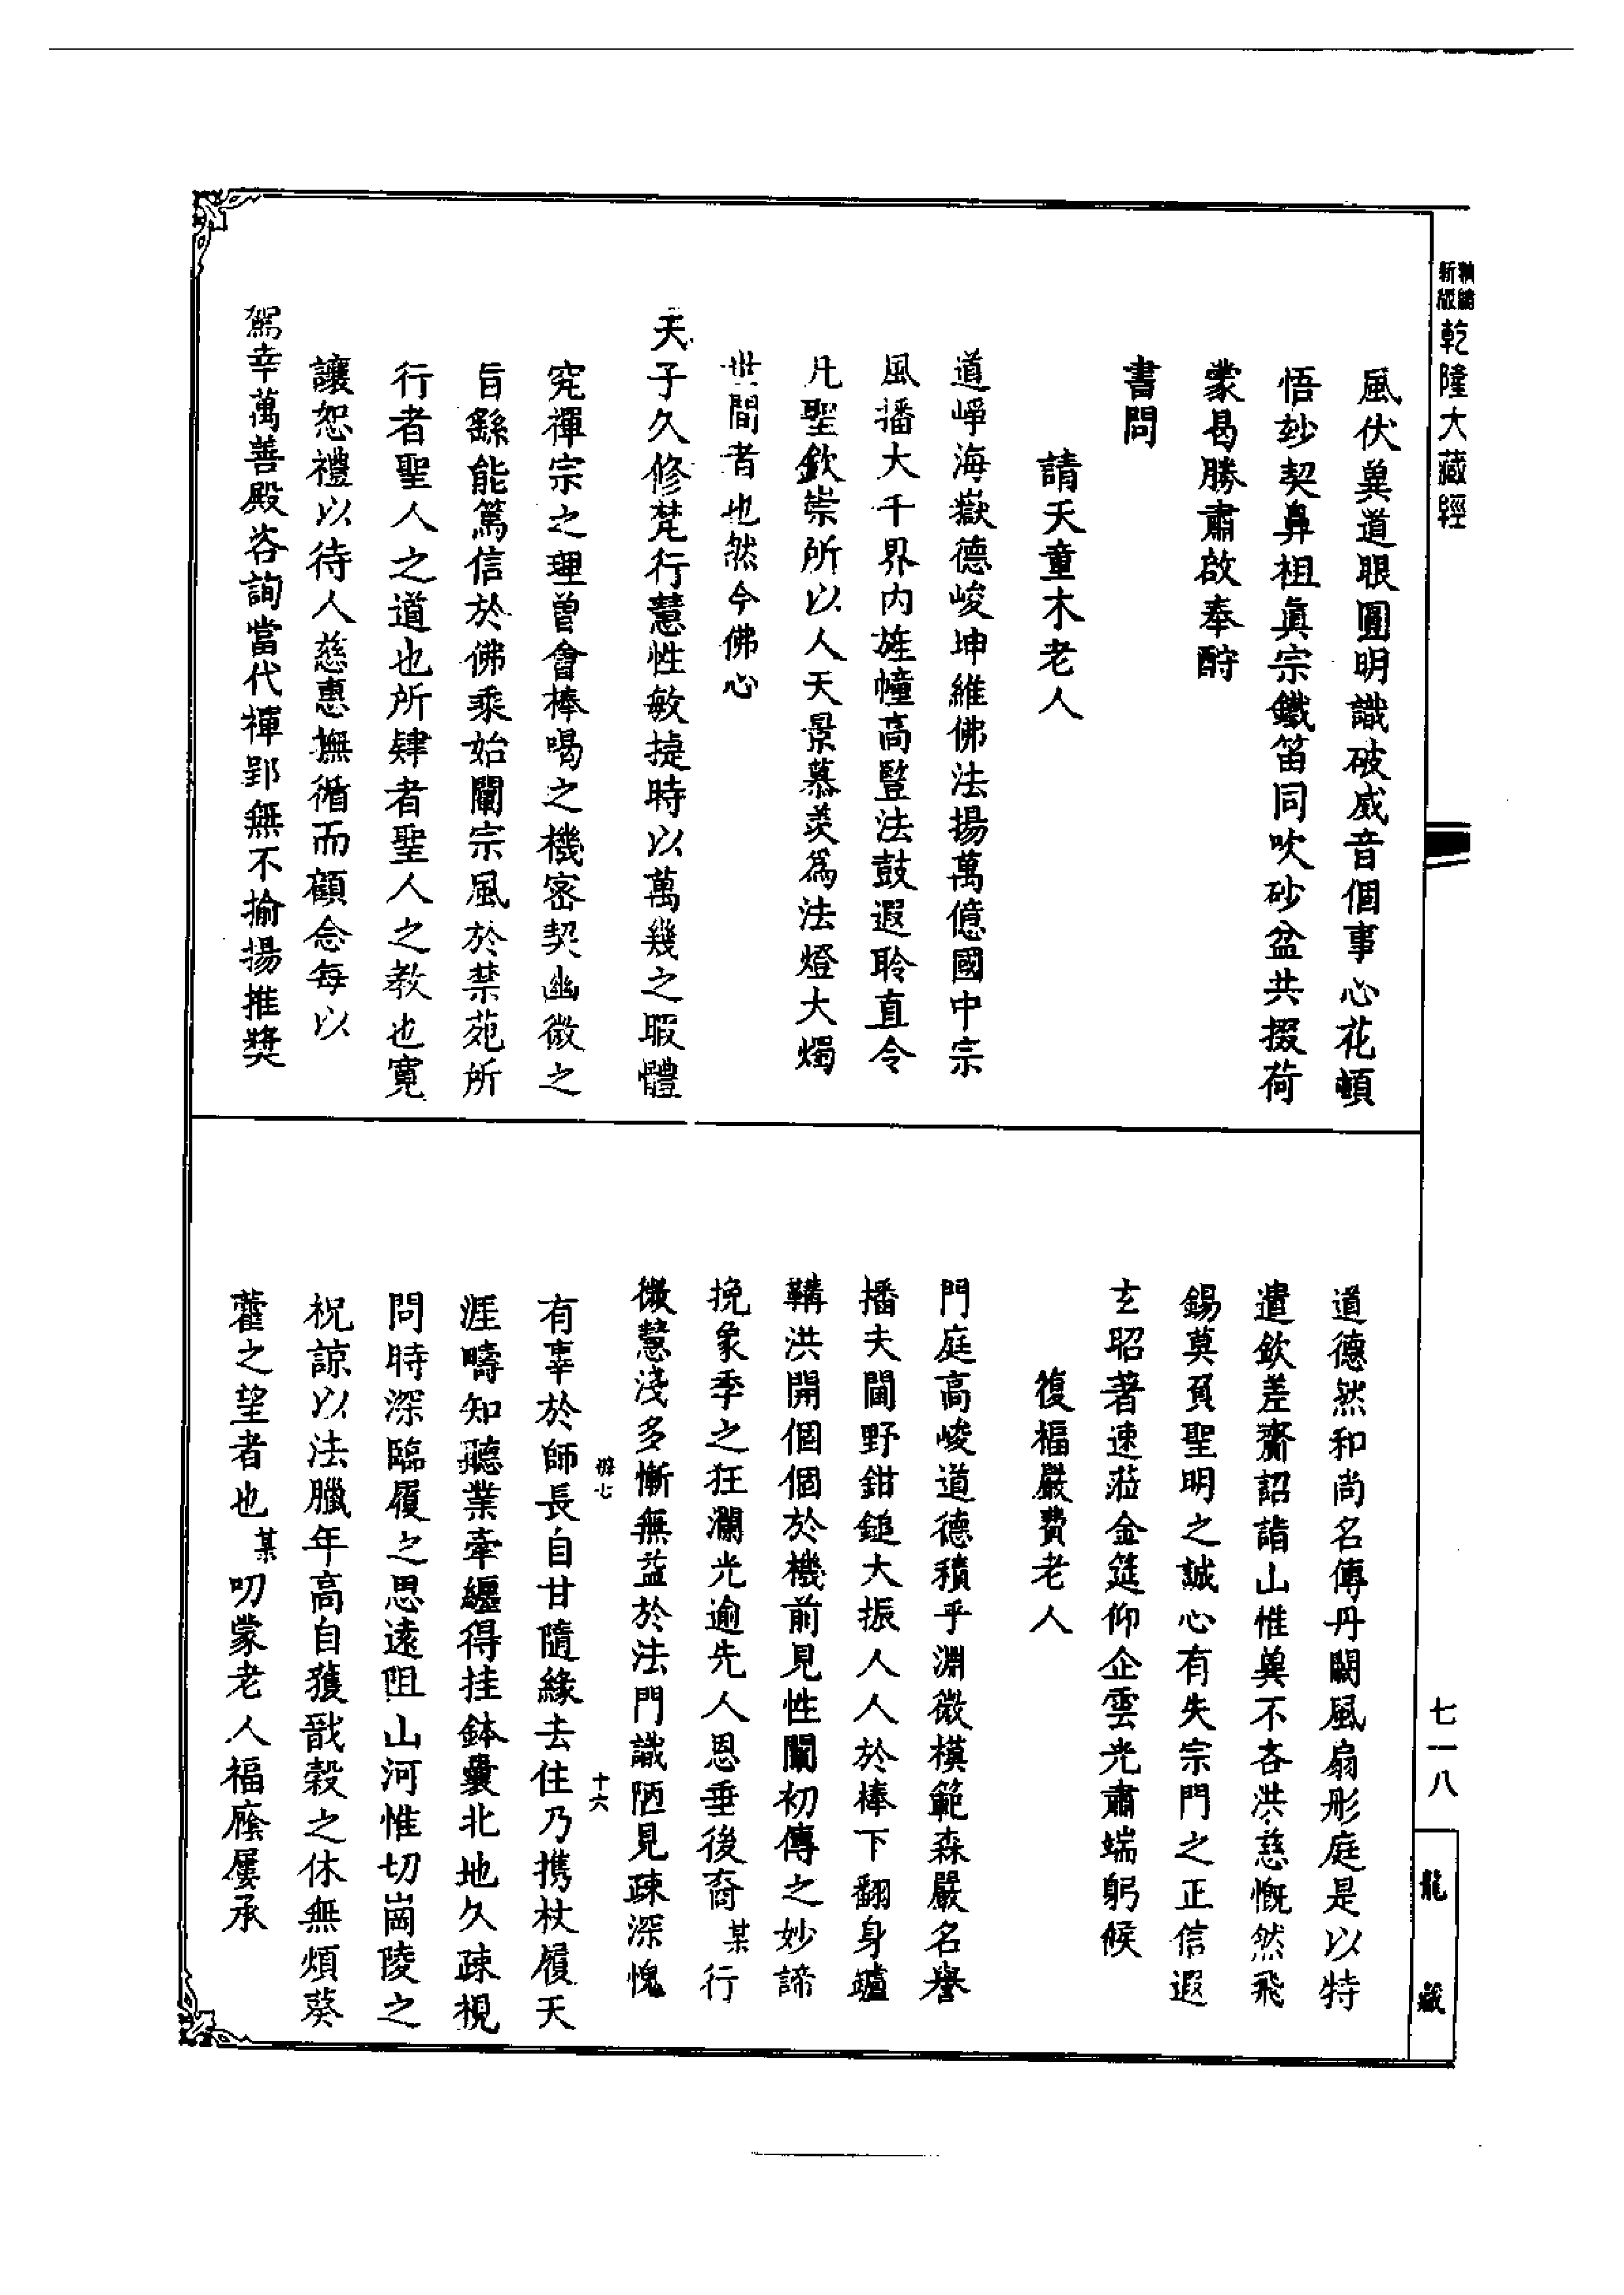 新編
縮版
乾隆大藏經
風伏冀道眼圓明識破威音個事心花頓
悟玅契鼻祖眞宗鐵笛同吹砂盆共掇荷
蒙曷勝肅啟奉酧
書問
請天童木老人
道崢海嶽德峻坤維佛法揚萬億國中宗
風播大千界內旌幢高豎法鼓遐聆直令
凡聖欽崇所以人天景慕羨爲法燈大燭
世間者也然今佛心
天子久修梵行慧性敏捷時以萬幾之暇體
究禪宗之理曾會棒喝之機密契幽微之
旨繇能篤信於佛乘始闡宗風於禁苑所
行者聖人之道也所肄者聖人之教也寬
讓恕禮以待人慈惠撫循而顧念每以
駕幸萬善殿咨詢當代禪郢無不揄揚推獎
道德然和尚名傳丹闕風扇形庭是以特
遣欽差齎詔詣山惟冀不吝洪慈慨然飛
錫莫負聖明之誠心有失宗門之正信遐
玄昭著速蒞金筵仰企雲光肅端躬候
復福嚴費老人
門庭高峻道德積乎淵微模範森嚴名譽
播夫閫野鉗鎚大振人人於棒下翻身鑪
鞴洪開個個於機前見性闡初傳之妙諦
挽象季之狂瀾光逾先人恩垂後裔某行
微慧淺多慚無益於法門識陋見疎深愧
有辜於師長自甘隨緣去住乃携杖履天
涯疇知聽業牽纏得挂鉢囊北地久疎視
問時深臨履之思遠阻山河惟切崗陵之
祝諒以法臘年高自獲戩穀之休無煩葵
藿之望者也某叨蒙老人福廕屢承
十六
七一八
龍藏